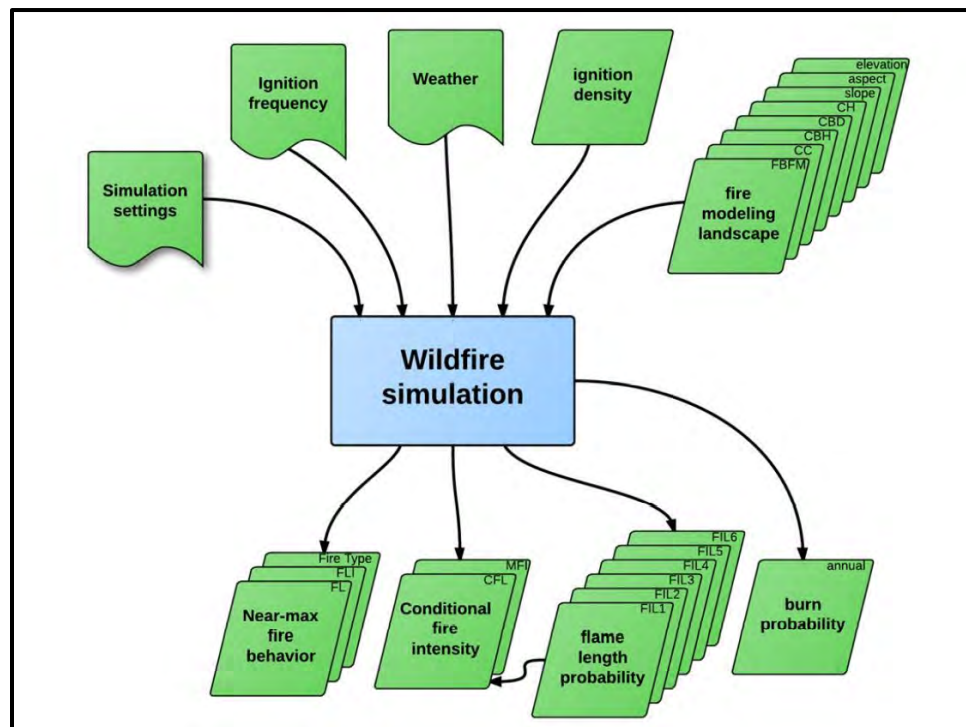 Simulation
settings
Ignition
frequency
Weather
ignition
density
elevation
aspect
slope
CH
CBD
CBH
CC
FBFM
fire
modeling
landscape
Wildfire
simulation
Fire Type
FLI
FL
Near-max
fire
behavior
MFI
CFL
Conditional
fire
intensity
FIL6
FIL5
FIL4
FIL3
FIL2
FIL1
flame
length
probability
annual
burn
probability